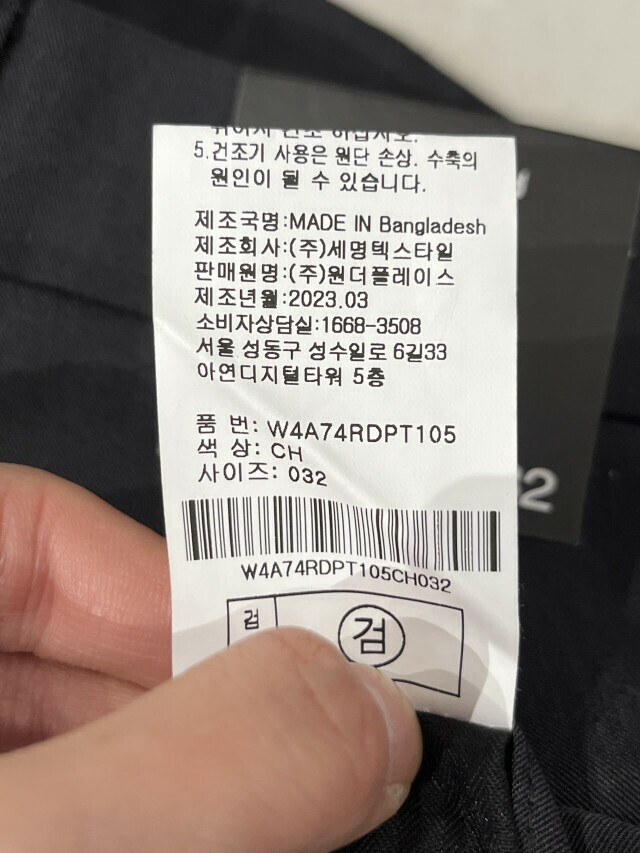 5.건조기 사용은 원단 손상. 수축의
원인이 될 수 있습니다.
제조국명:MADE IN Bangladesh
제조회사:(주)세명텍스타일
판매원명:(주)원더플레이스
제조년월:2023.03
소비자상담실:1668-3508
서울 성동구 성수일로 6길33
아연디지털타워 5층
품 번: W4A74RDPT105
색 상: CH
사이즈: 032
W4A74RDPT105CH032
검
검